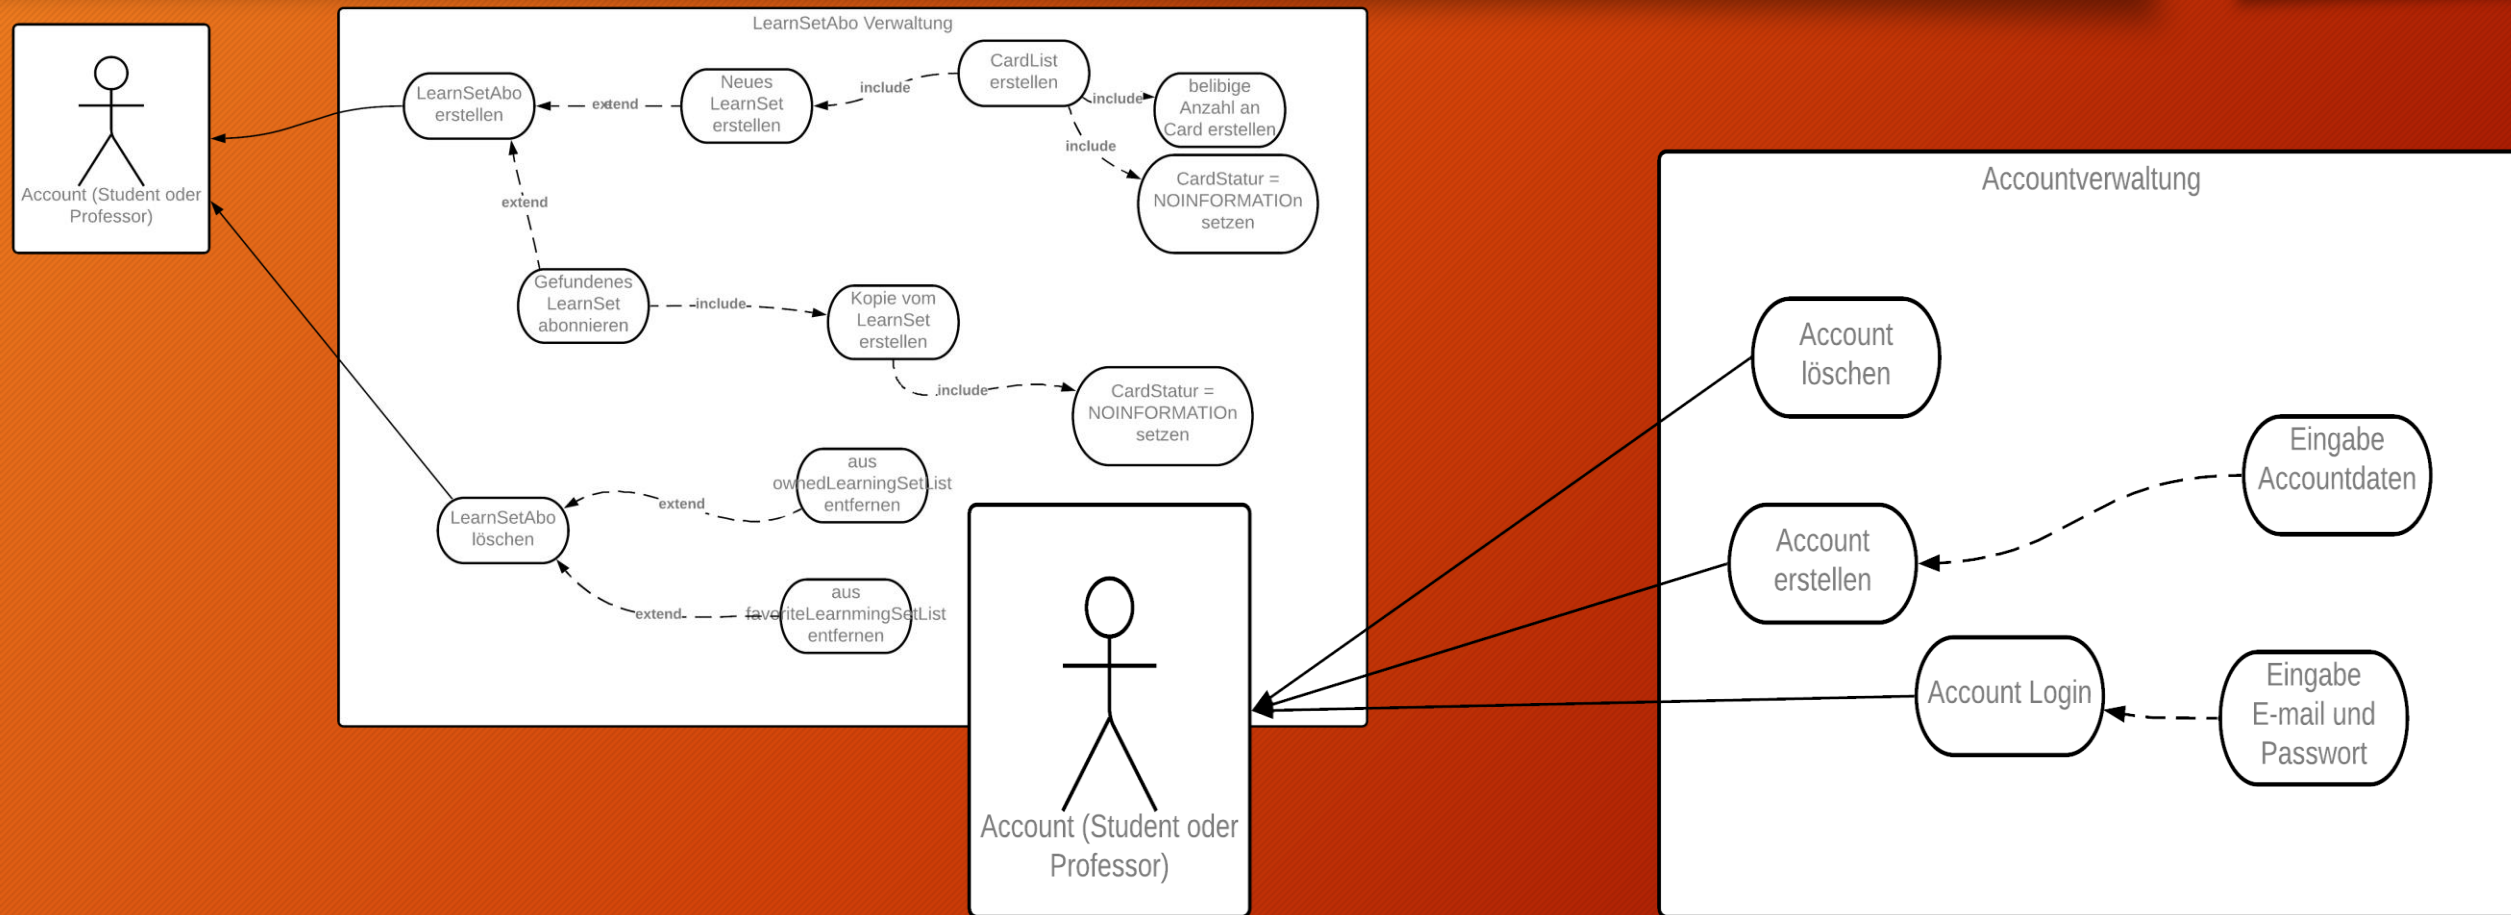 LearnSetAbo Verwaltung
Account (Student oder
Professor)
LearnSetAbo
erstellen
extend
Neues
LearnSet
erstellen
include
CardList
erstellen
include
belibige
Anzahl an
Card erstellen
include
CardStatur =
NOINFORMATIOn
setzen
extend
Gefundenes
LearnSet
abonnieren
include
Kopie vom
LearnSet
erstellen
include
CardStatur =
NOINFORMATIOn
setzen
LearnSetAbo
löschen
extend
aus
ownedLearningSetList
entfernen
extend
aus
favoriteLearnmingSetList
entfernen
Account (Student oder
Professor)
Accountverwaltung
Account
löschen
Eingabe
Accountdaten
Account
erstellen
Account Login
Eingabe
E-mail und
Passwort